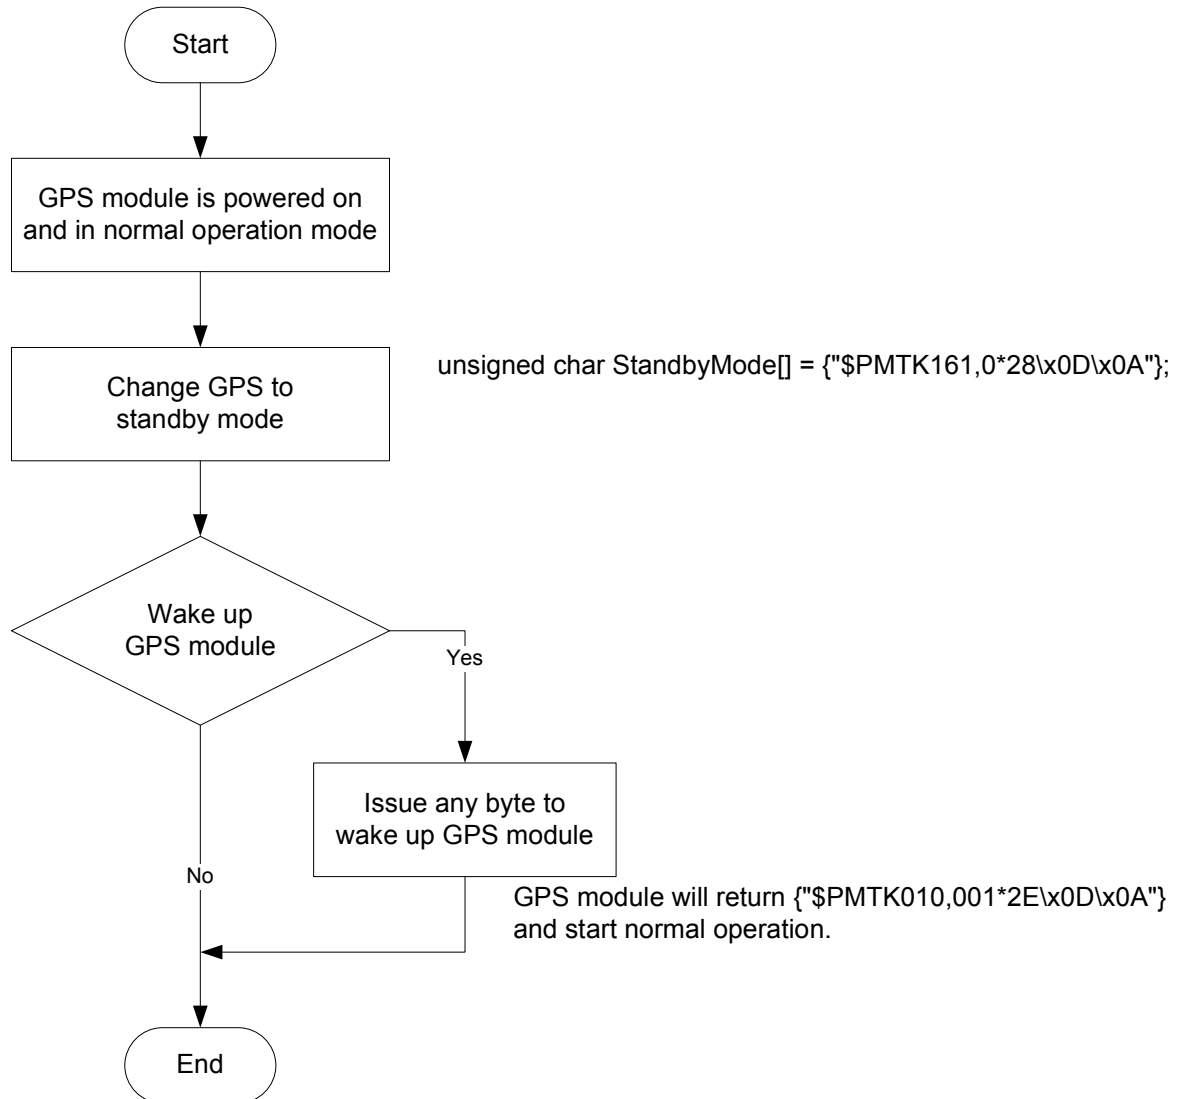 Start
GPS module is powered on
and in normal operation mode
Change GPS to
standby mode
unsigned char StandbyMode[] = {"$PMTK161,0*28\x0D\x0A"};
Wake up
GPS module
Yes
Issue any byte to
wake up GPS module
No
GPS module will return {"$PMTK010,001*2E\x0D\x0A"}
and start normal operation.
End